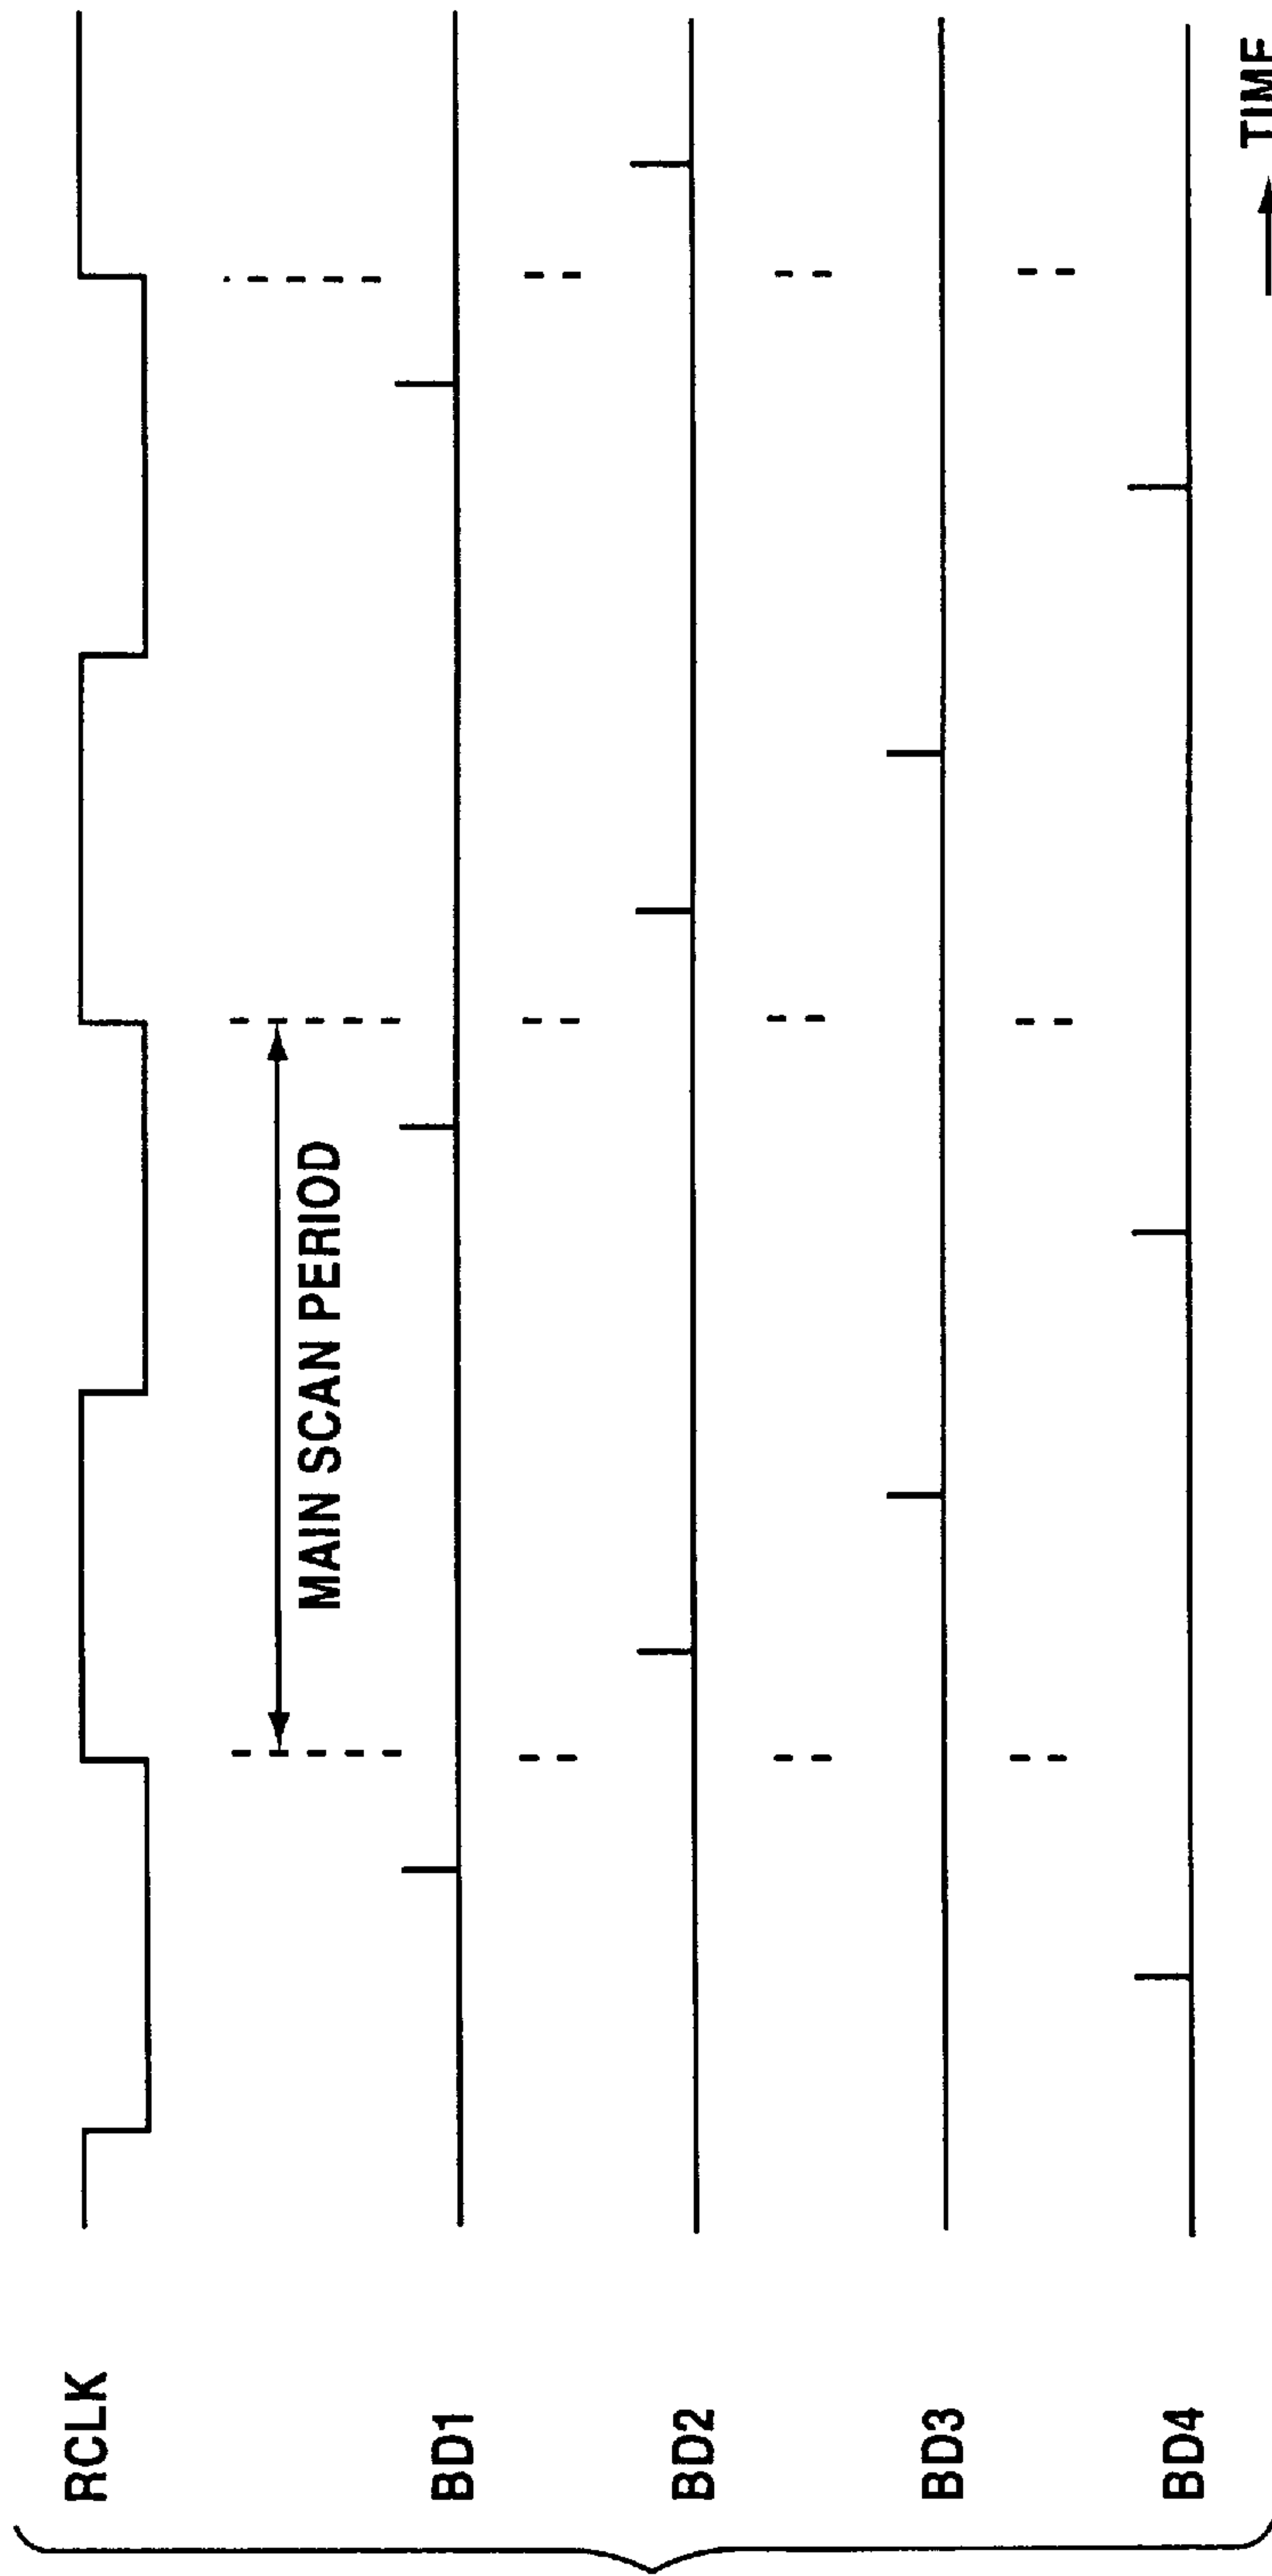 RCLK
MAIN SCAN PERIOD
BD1
BD2
BD3
BD4
TIME